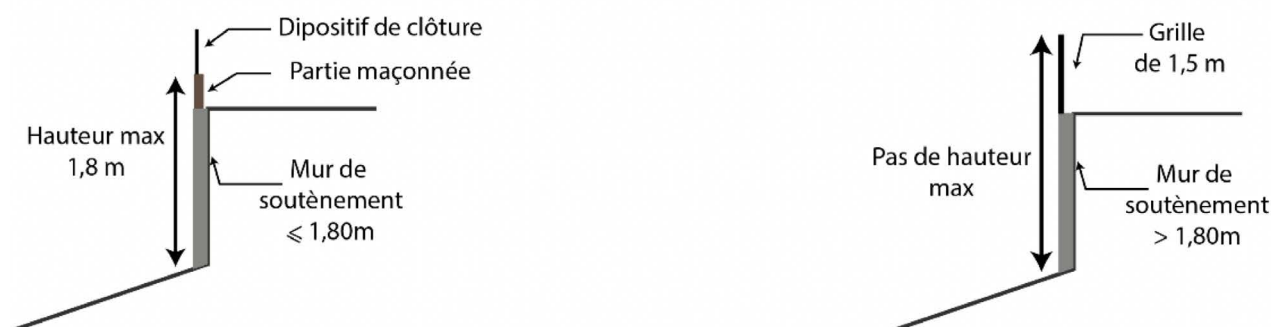 Dipositif de clôture
Partie maçonnée
Hauteur max
1,8 m
Mur de
soutènement
⩽ 1,80m
Grille
de 1,5 m
Pas de hauteur
max
Mur de
soutènement
> 1,80m